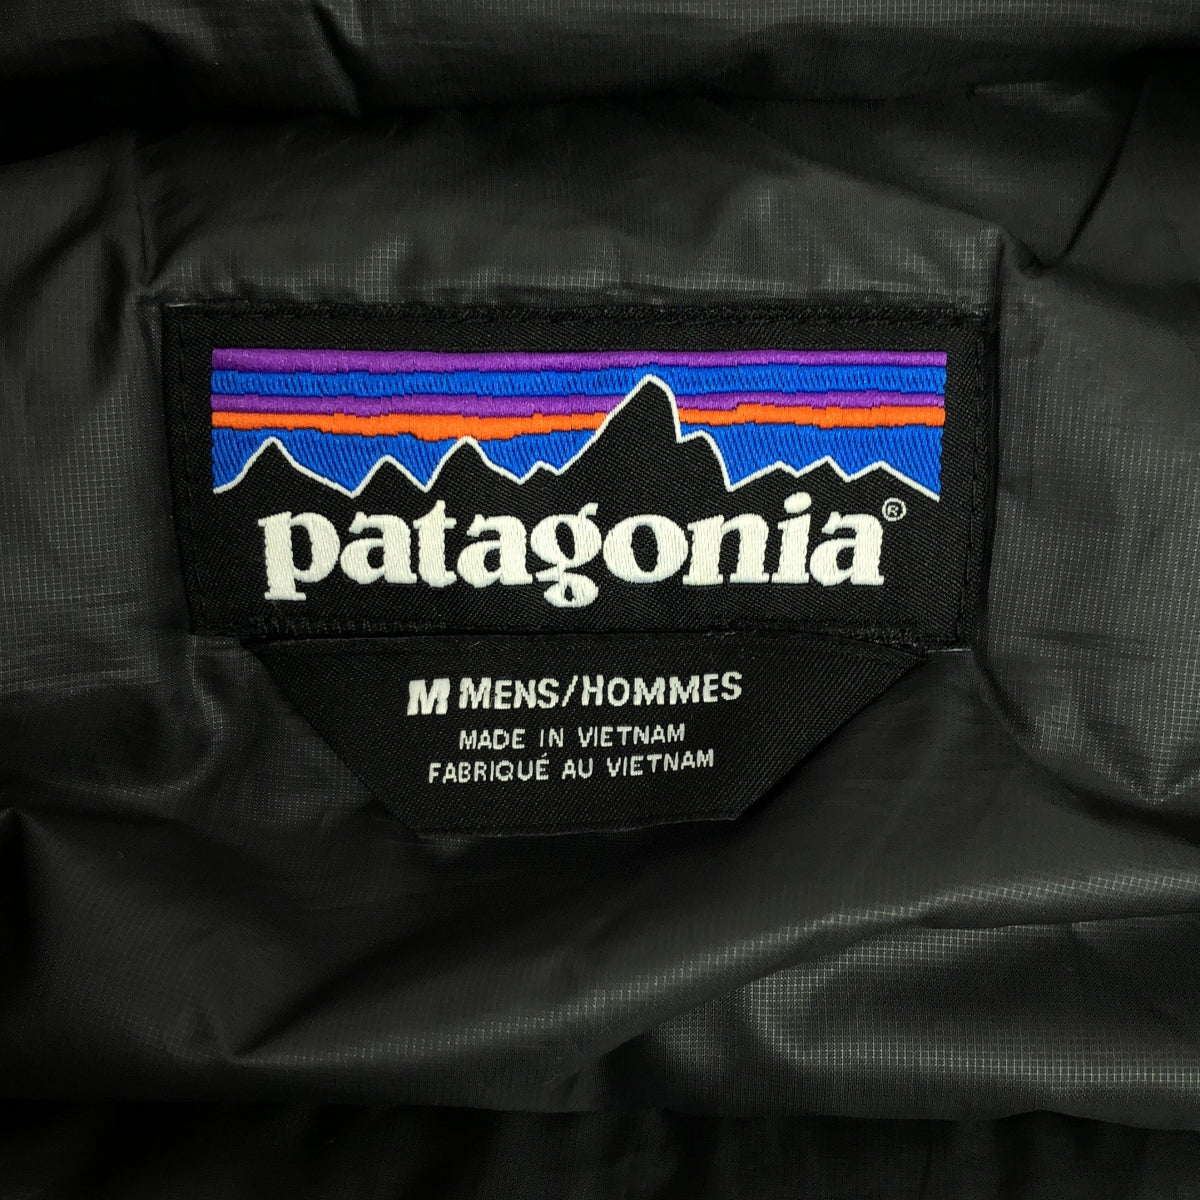 patagonia®
M MENS/HOMMES
MADE IN VIETNAM
FABRIQUÉ AU VIETNAM